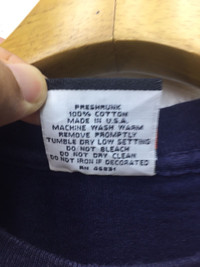 PRESHRUNK
100% COTTON
MADE IN U.S.A.
MACHINE WASH WARM
REMOVE PROMPTLY
TUMBLE DRY LOW SETTING
DO NOT BLEACH
DO NOT DRY CLEAN
DO NOT IRON IF DECORATED
RN